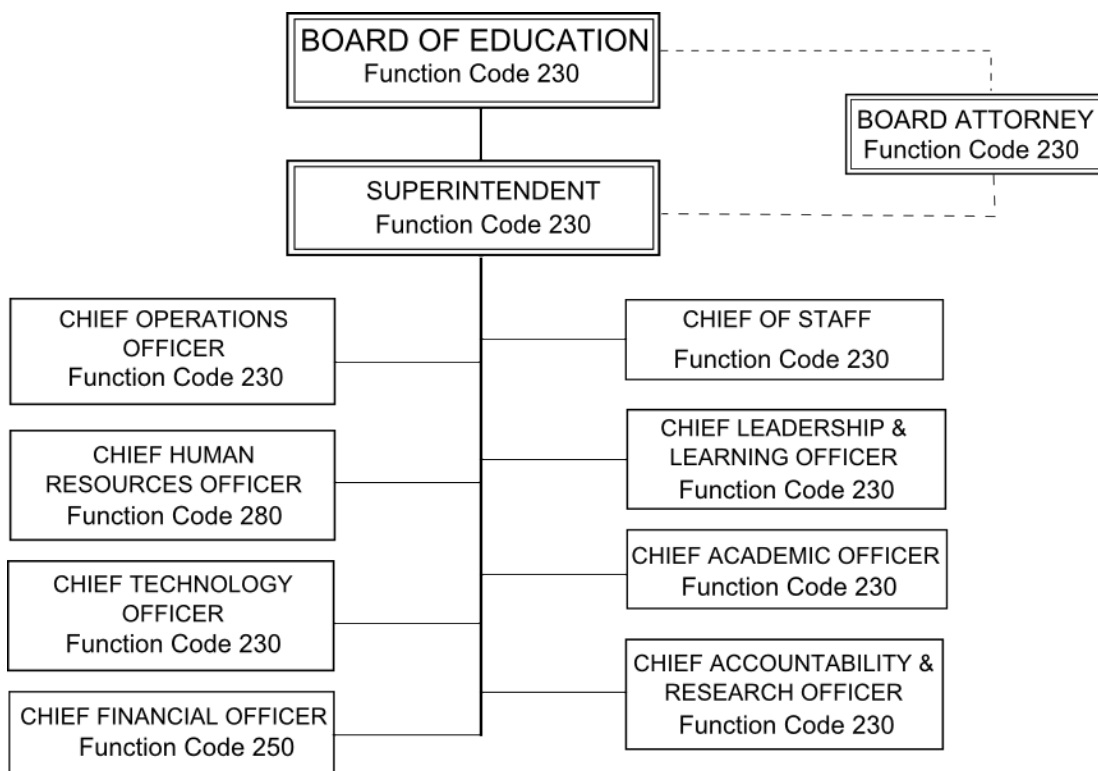 BOARD OF EDUCATION
Function Code 230
BOARD ATTORNEY
Function Code 230
SUPERINTENDENT
Function Code 230
CHIEF OPERATIONS
OFFICER
Function Code 230
CHIEF OF STAFF
Function Code 230
CHIEF HUMAN
RESOURCES OFFICER
Function Code 280
CHIEF LEADERSHIP &
LEARNING OFFICER
Function Code 230
CHIEF TECHNOLOGY
OFFICER
Function Code 230
CHIEF ACADEMIC OFFICER
Function Code 230
CHIEF FINANCIAL OFFICER
Function Code 250
CHIEF ACCOUNTABILITY &
RESEARCH OFFICER
Function Code 230